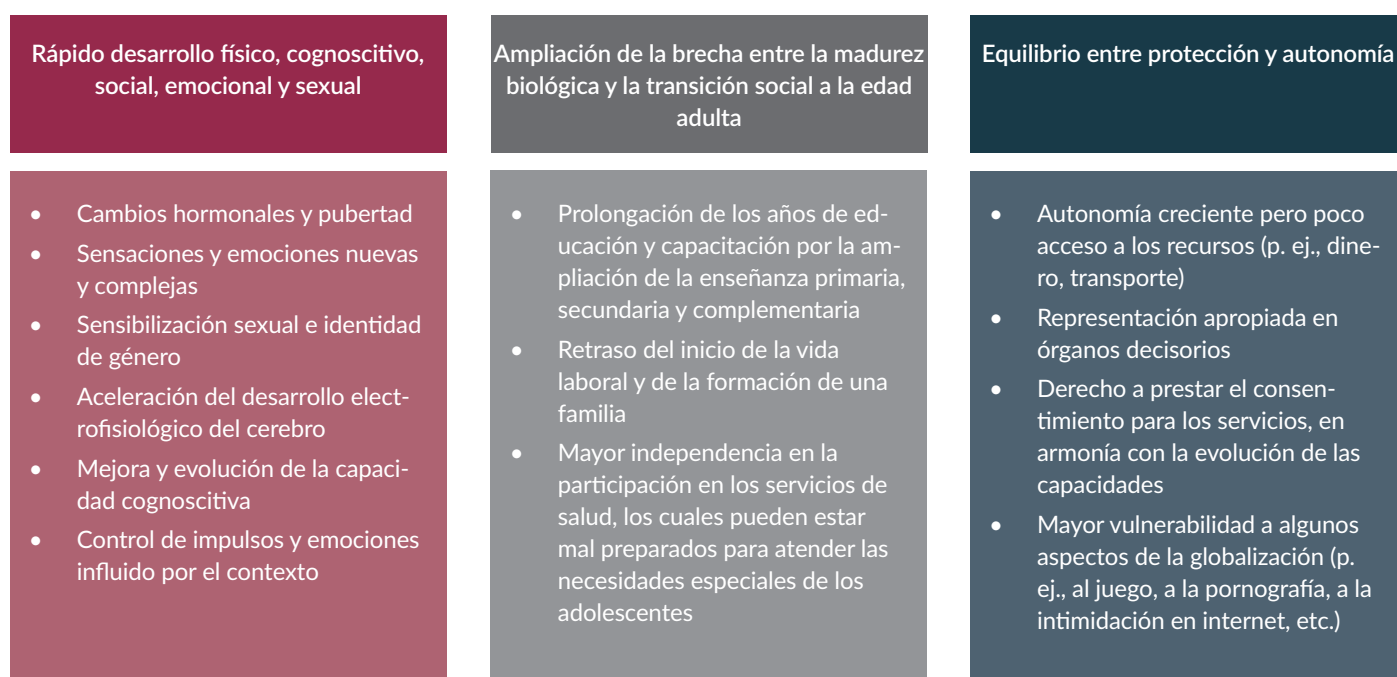 Rápido desarrollo físico, cognoscitivo,
social, emocional y sexual
• Cambios hormonales y pubertad
• Sensaciones y emociones nuevas
y complejas
• Sensibilización sexual e identidad
de género
• Aceleración del desarrollo elect-
rofisiológico del cerebro
• Mejora y evolución de la capaci-
dad cognoscitiva
• Control de impulsos y emociones
influido por el contexto
Ampliación de la brecha entre la madurez
biológica y la transición social a la edad
adulta
• Prolongación de los años de ed-
ucación y capacitación por la am-
pliación de la enseñanza primaria,
secundaria y complementaria
• Retraso del inicio de la vida
laboral y de la formación de una
familia
• Mayor independencia en la
participación en los servicios de
salud, los cuales pueden estar
mal preparados para atender las
necesidades especiales de los
adolescentes
Equilibrio entre protección y autonomía
• Autonomía creciente pero poco
acceso a los recursos (p. ej., dine-
ro, transporte)
• Representación apropiada en
órganos decisorios
• Derecho a prestar el consen-
timiento para los servicios, en
armonía con la evolución de las
capacidades
• Mayor vulnerabilidad a algunos
aspectos de la globalización (p.
ej., al juego, a la pornografía, a la
intimidación en internet, etc.)